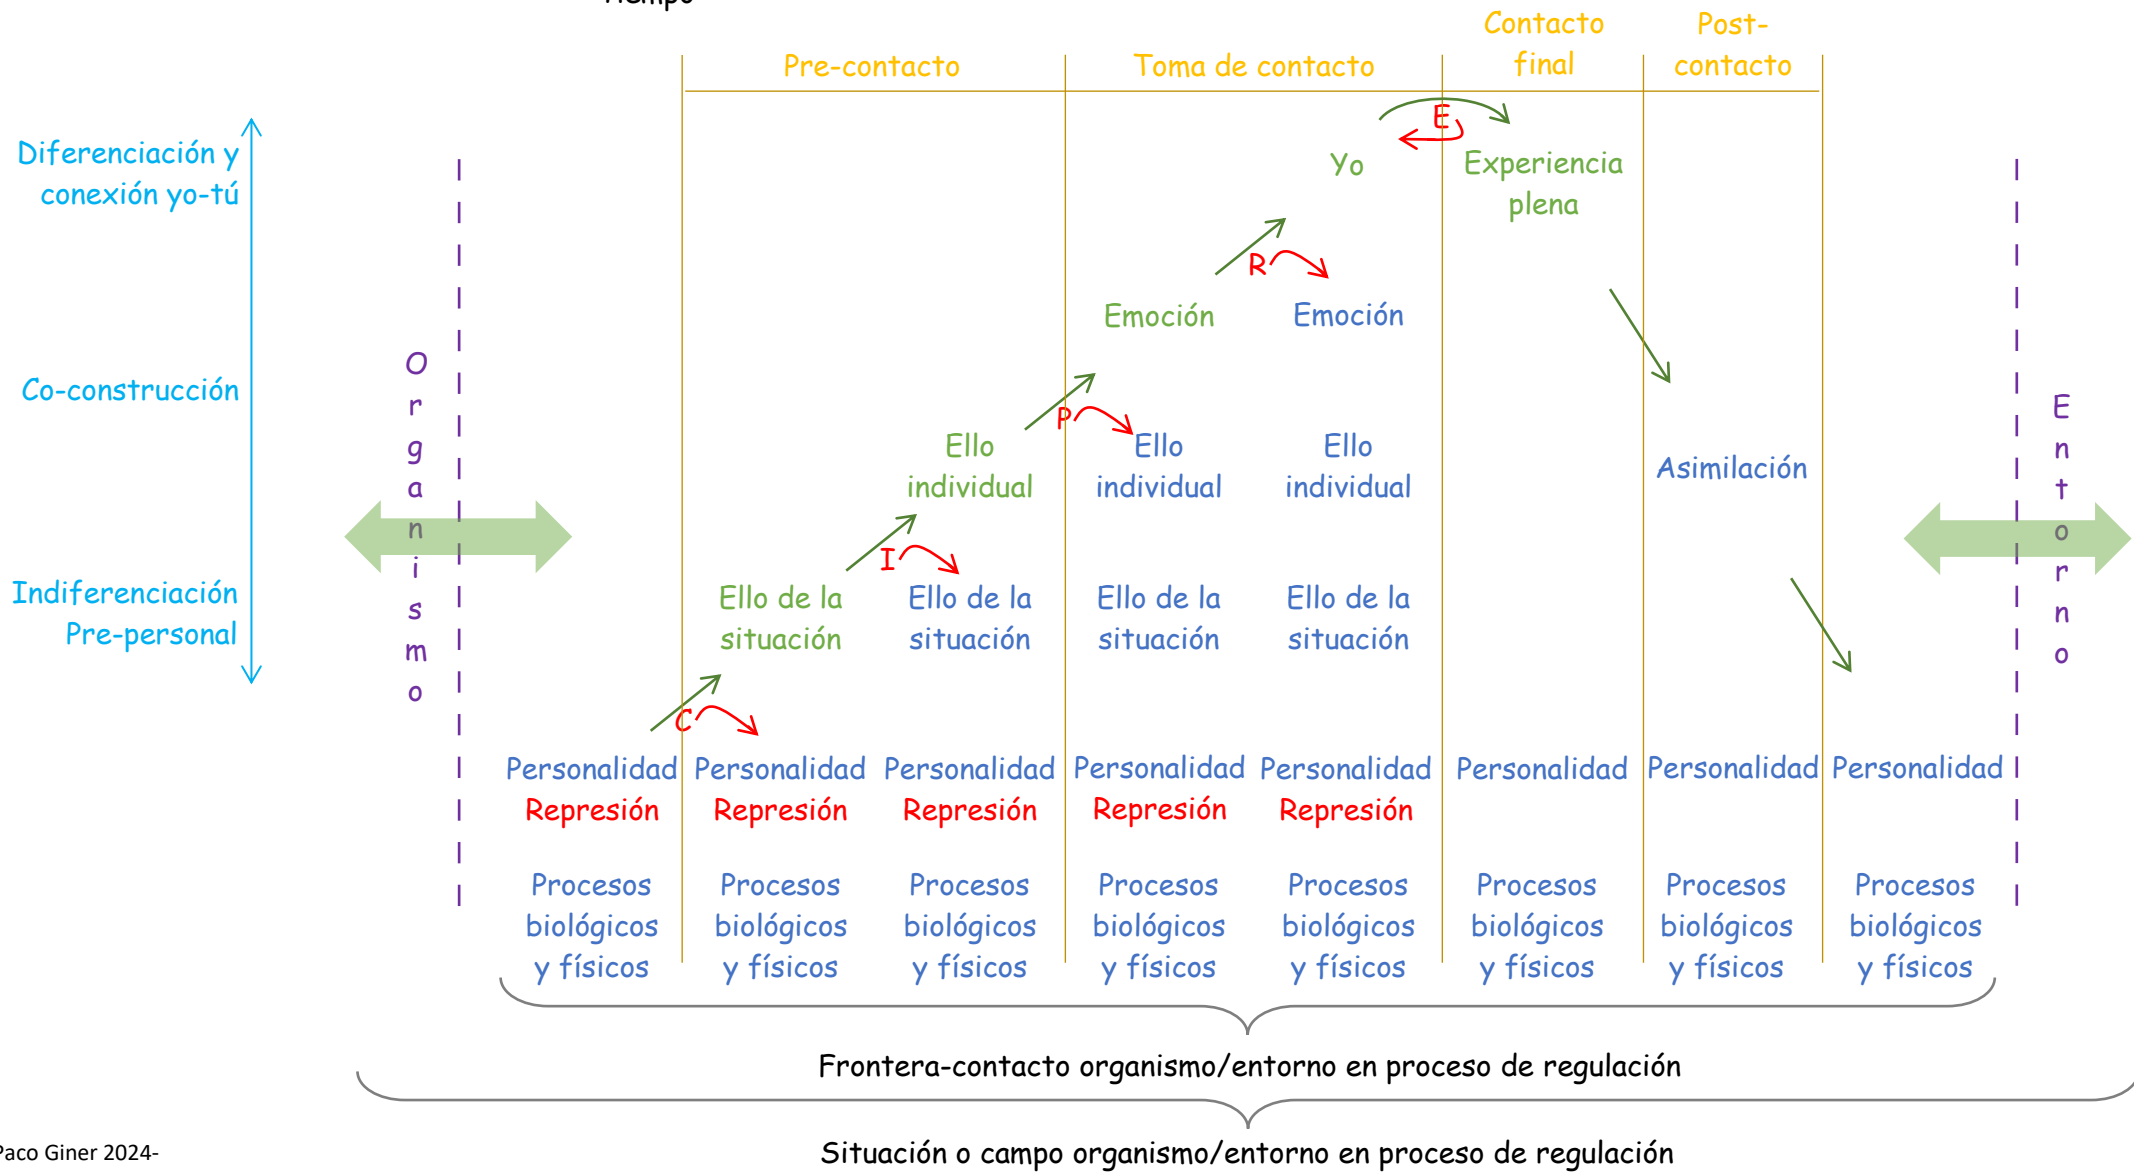 Tiempo
Contacto
final
Post-
contacto
Pre-contacto
Toma de contacto
E
Diferenciación y
conexión yo-tú
Yo
Experiencia
plena
R
Emoción
Emoción
Organismo
Co-construcción
Entorno
P
Ello
individual
Ello
individual
Ello
individual
Asimilación
I
Indiferenciación
Pre-personal
Ello de la
situación
Ello de la
situación
Ello de la
situación
Ello de la
situación
C
Personalidad
Represión
Personalidad
Represión
Personalidad
Represión
Personalidad
Represión
Personalidad
Represión
Personalidad
Personalidad
Personalidad
Procesos
biológicos
y físicos
Procesos
biológicos
y físicos
Procesos
biológicos
y físicos
Procesos
biológicos
y físicos
Procesos
biológicos
y físicos
Procesos
biológicos
y físicos
Procesos
biológicos
y físicos
Procesos
biológicos
y físicos
Frontera-contacto organismo/entorno en proceso de regulación
Situación o campo organismo/entorno en proceso de regulación
Paco Giner 2024-